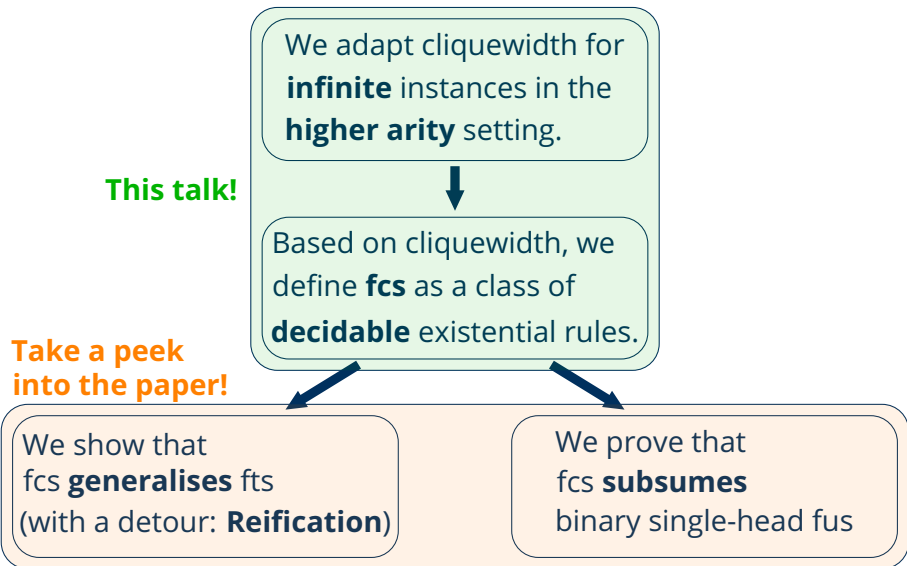 We adapt cliquewidth for
infinite instances in the
higher arity setting.
This talk!
Based on cliquewidth, we
define fcs as a class of
decidable existential rules.
Take a peek
into the paper!
We show that
fcs generalises fts
(with a detour: Reification)
We prove that
fcs subsumes
binary single-head fus